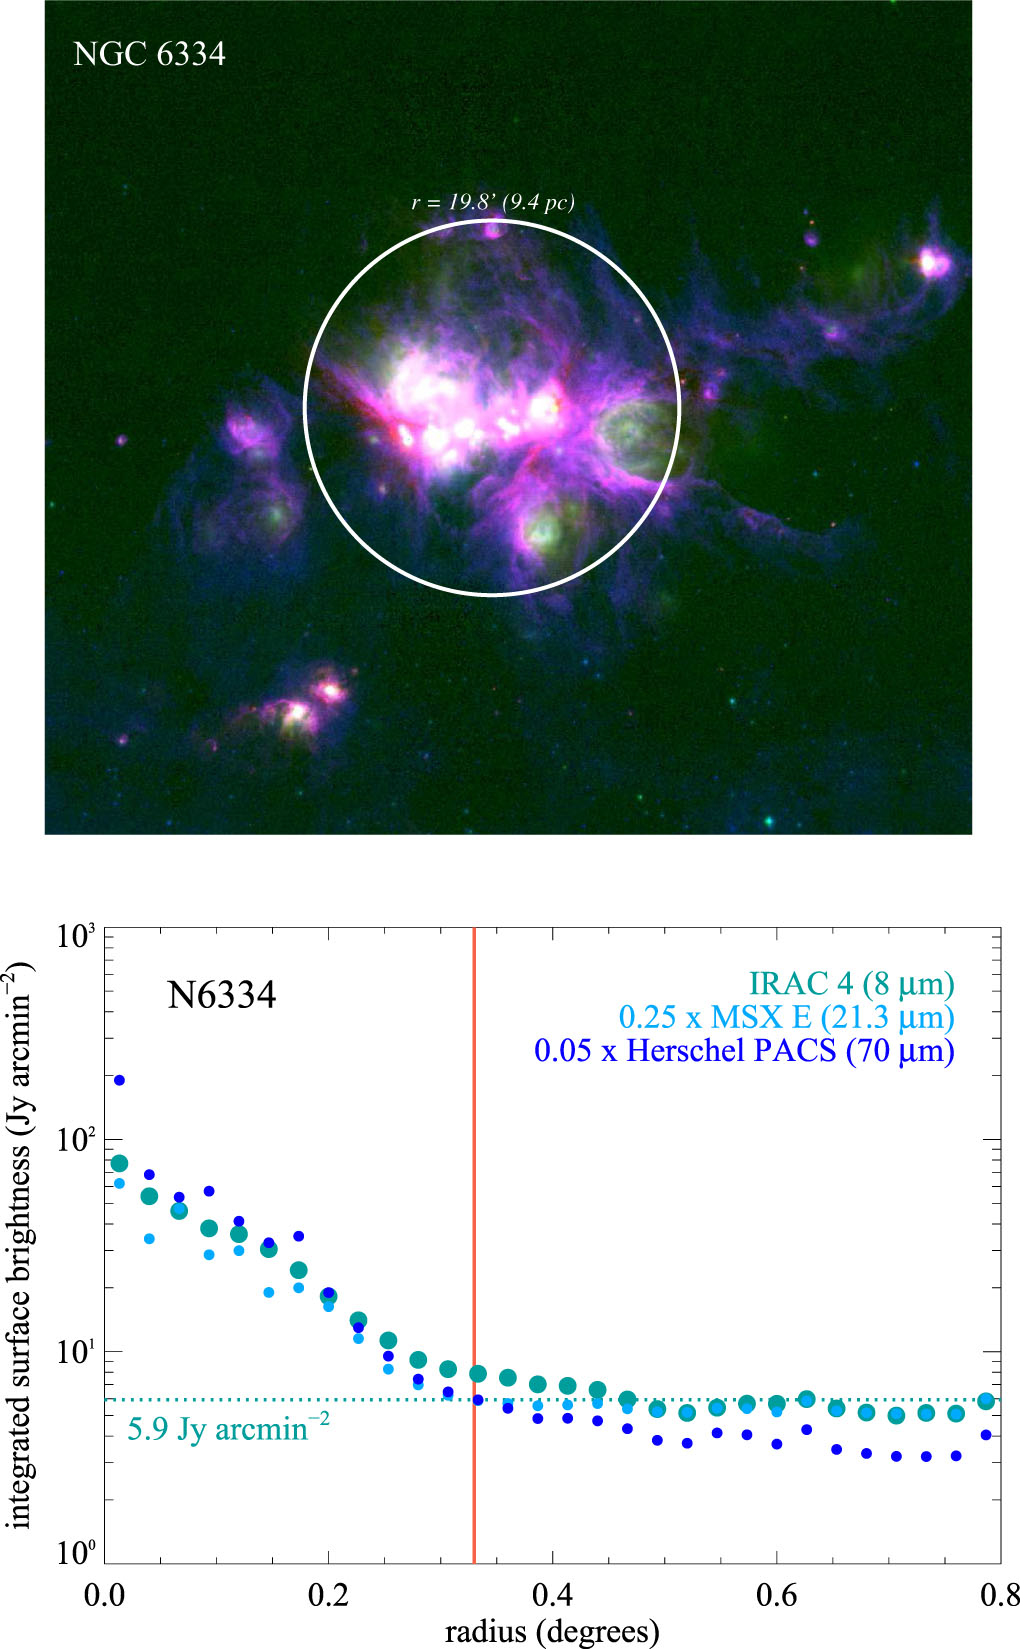 NGC 6334
r = 19.8’ (9.4 pc)
10³
N6334
IRAC 4 (8 µm)
0.25 x MSX E (21.3 µm)
0.05 x Herschel PACS (70 µm)
10²
10¹
5.9 Jy arcmin⁻²
10⁰
integrated surface brightness (Jy arcmin⁻²)
0.0 0.2 0.4 0.6 0.8
radius (degrees)